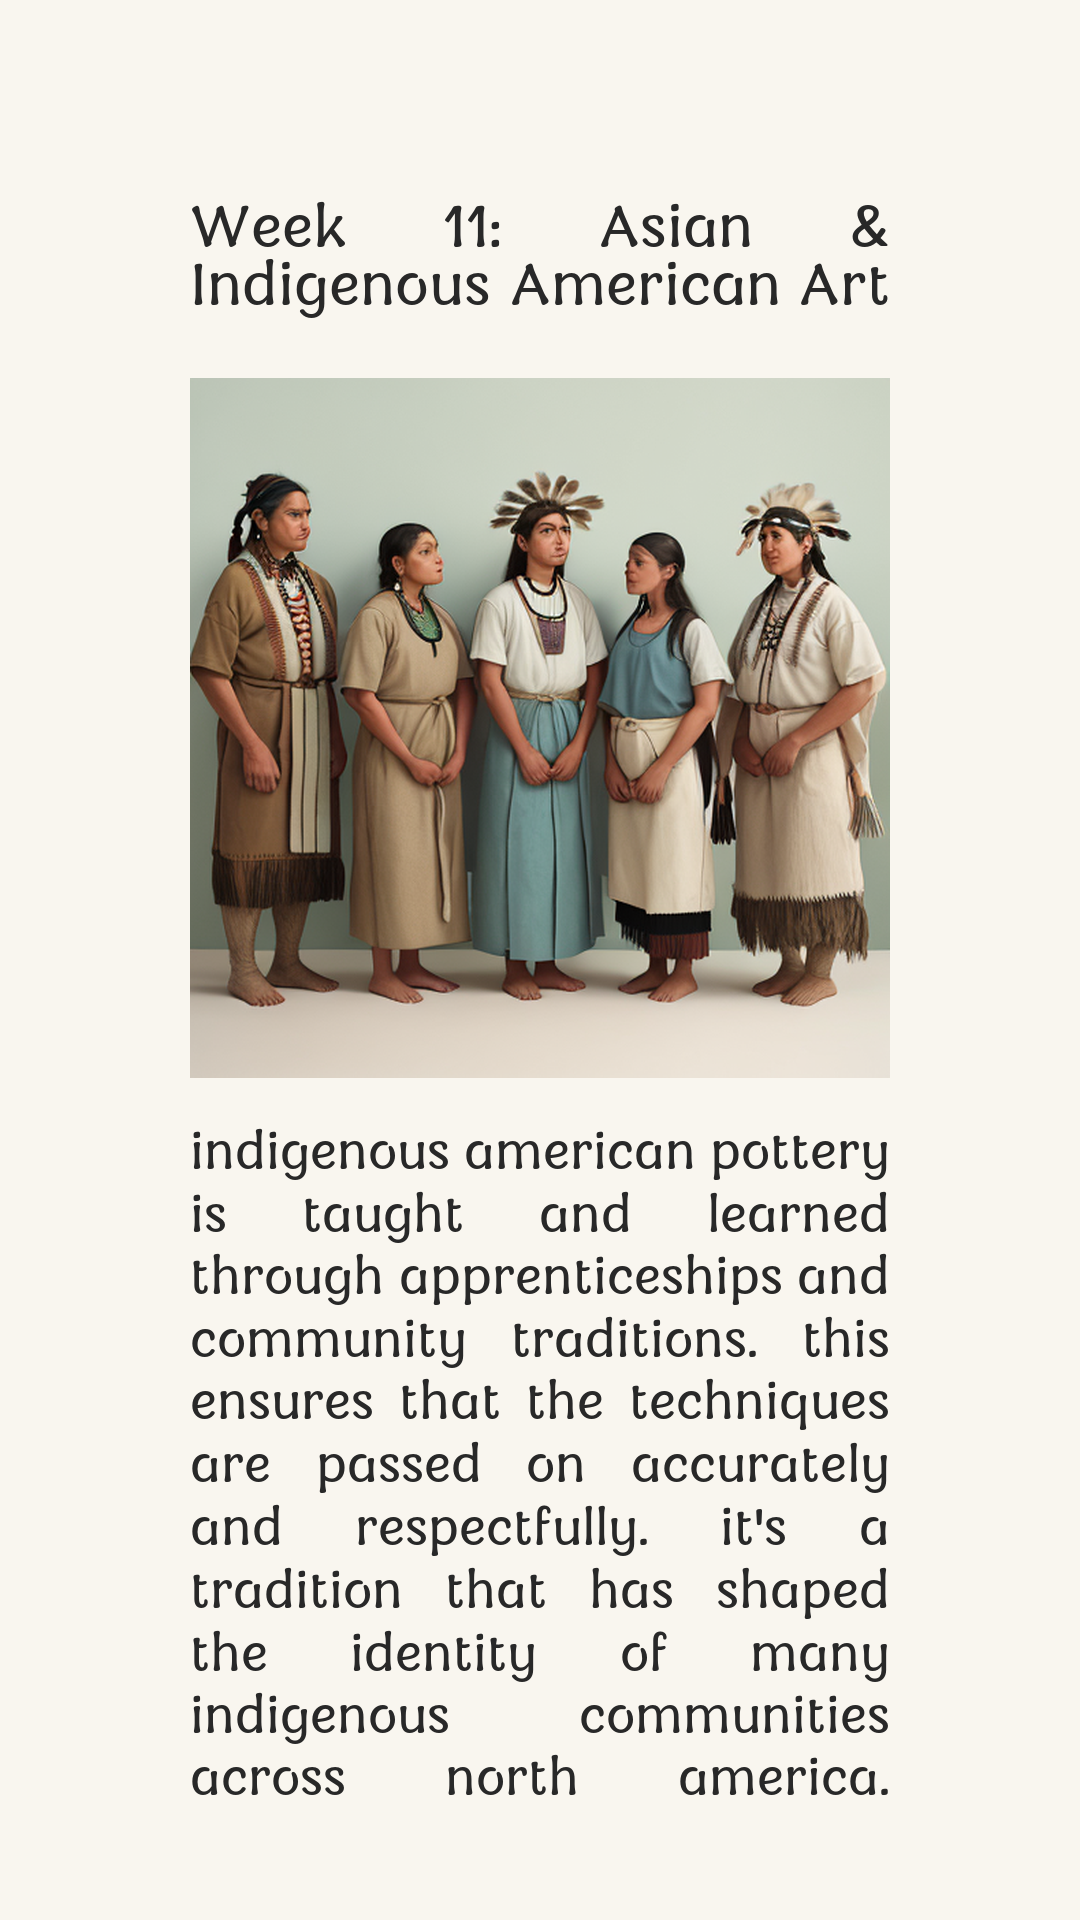 Week 11: Asian &
Indigenous American Art
indigenous american pottery
is taught and learned
through apprenticeships and
community traditions. this
ensures that the techniques
are passed on accurately
and respectfully. it's a
tradition that has shaped
the identity of many
indigenous communities
across north america.